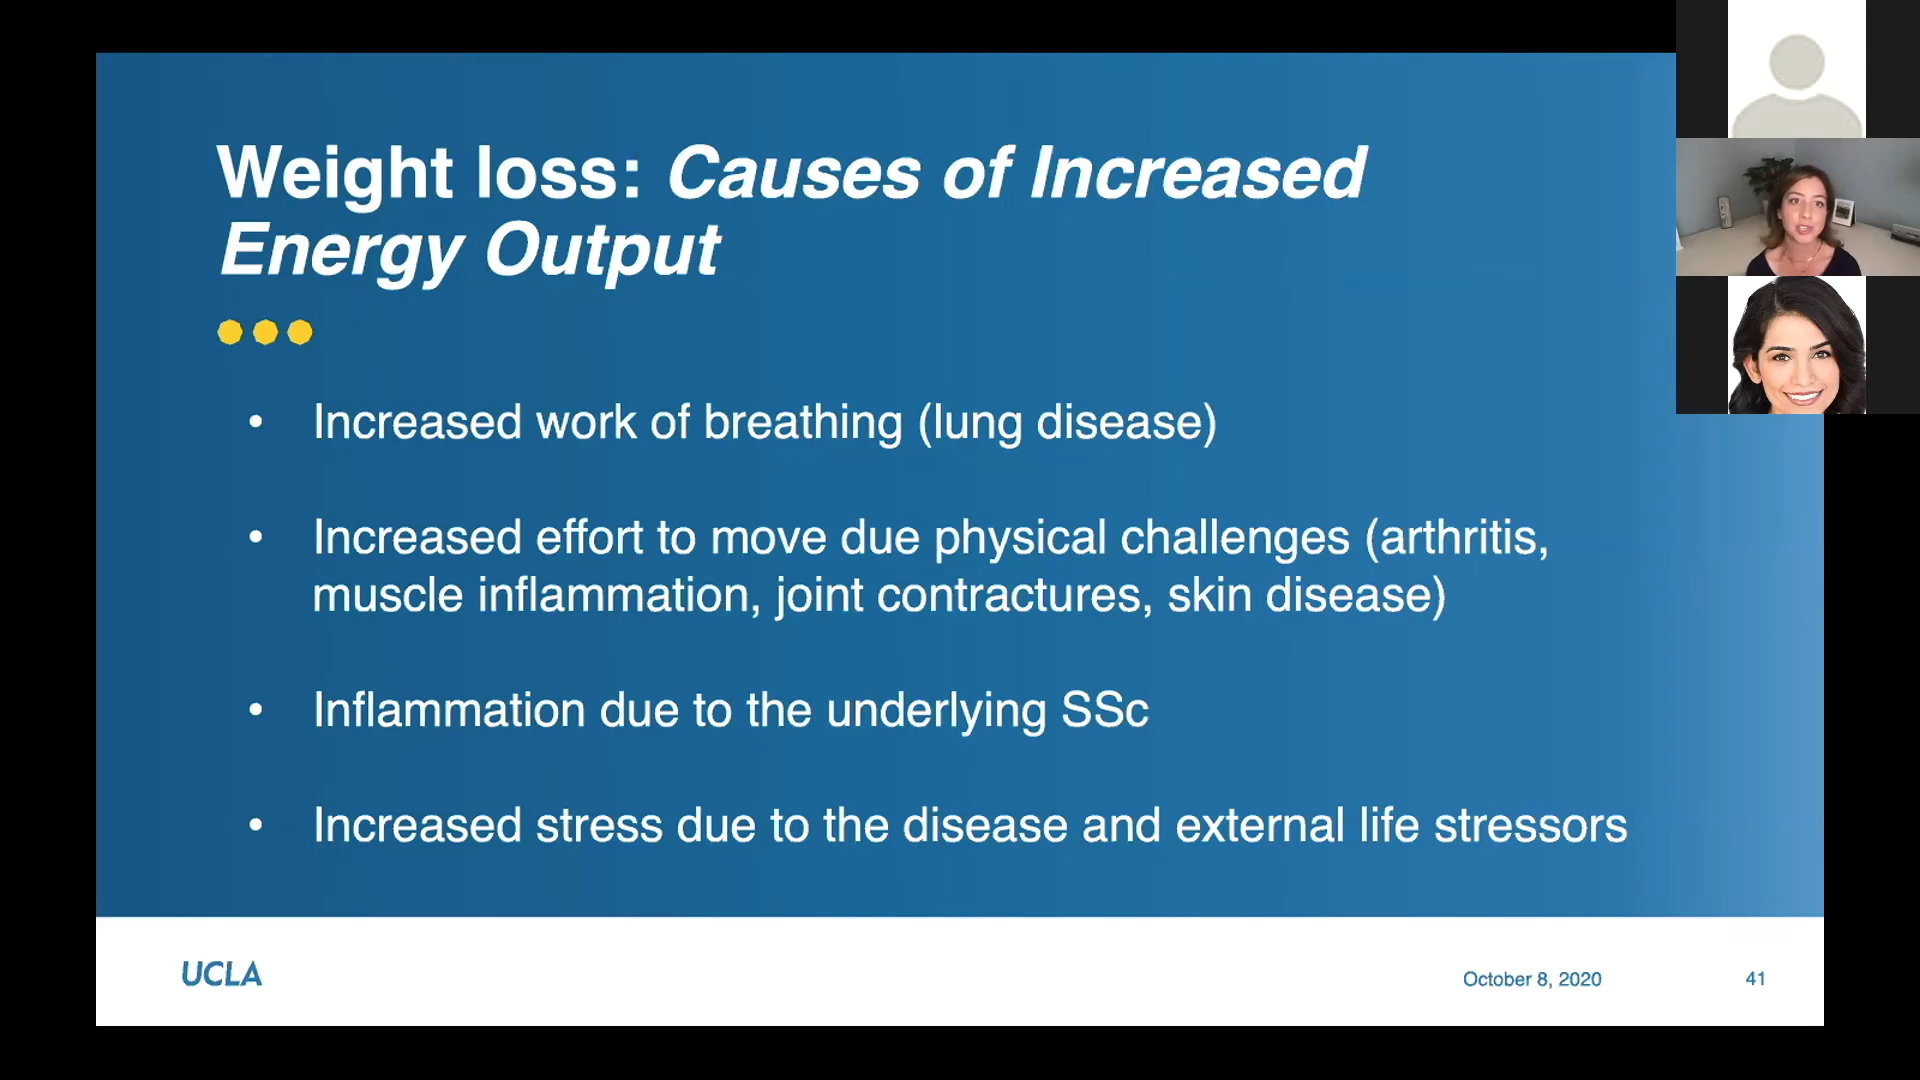 Weight loss: Causes of Increased
Energy Output
• Increased work of breathing (lung disease)
• Increased effort to move due physical challenges (arthritis,
muscle inflammation, joint contractures, skin disease)
• Inflammation due to the underlying SSc
• Increased stress due to the disease and external life stressors
UCLA
October 8, 2020
41